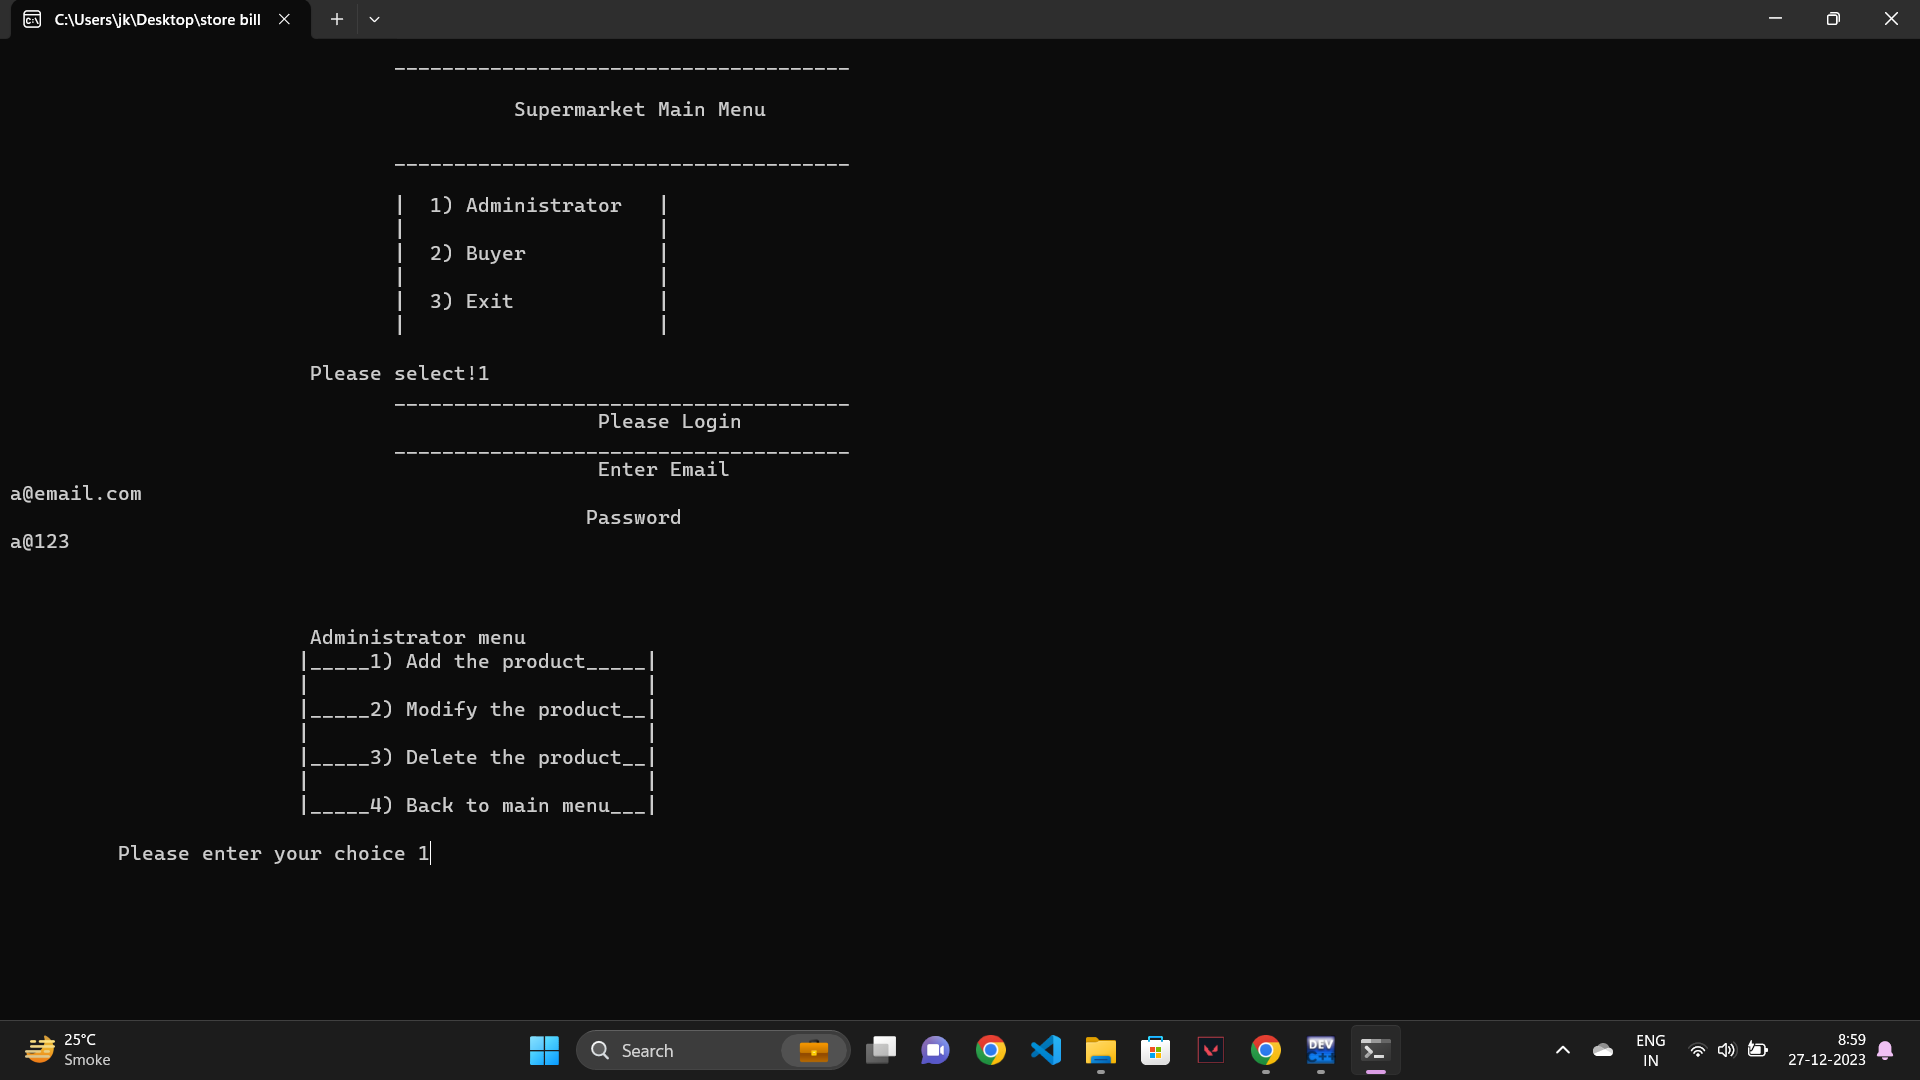 C:\Users\jk\Desktop\store bill
-------------------------------------
Supermarket Main Menu
-------------------------------------
| 1) Administrator |
| |
| 2) Buyer |
| |
| 3) Exit |
| |
Please select!1
-------------------------------------
Please Login
-------------------------------------
Enter Email
a@email.com
Password
a@123
Administrator menu
|_____1) Add the product_____|
| |
|_____2) Modify the product__|
| |
|_____3) Delete the product__|
| |
|_____4) Back to main menu___|
Please enter your choice 1
25°C
Smoke
Search
DEV
ENG
IN
8:59
27-12-2023